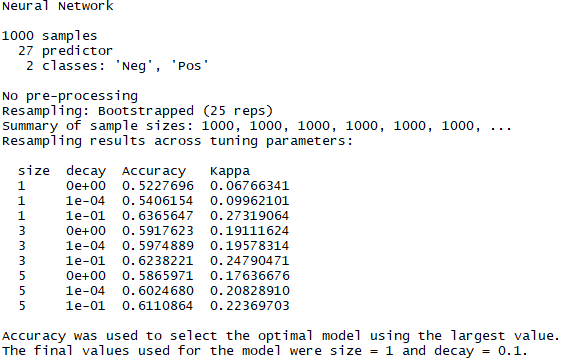 Neural Network
1000 samples
27 predictor
2 classes: 'Neg', 'Pos'
No pre-processing
Resampling: Bootstrapped (25 reps)
Summary of sample sizes: 1000, 1000, 1000, 1000, 1000, 1000, ...
Resampling results across tuning parameters:
size decay Accuracy Kappa
1 0e+00 0.5227696 0.06766341
1 1e-04 0.5406154 0.09962101
1 1e-01 0.6365647 0.27319064
3 0e+00 0.5917623 0.19111624
3 1e-04 0.5974889 0.19578314
3 1e-01 0.6238221 0.24790471
5 0e+00 0.5865971 0.17636676
5 1e-04 0.6024680 0.20828910
5 1e-01 0.6110864 0.22369703
Accuracy was used to select the optimal model using the largest value.
The final values used for the model were size = 1 and decay = 0.1.